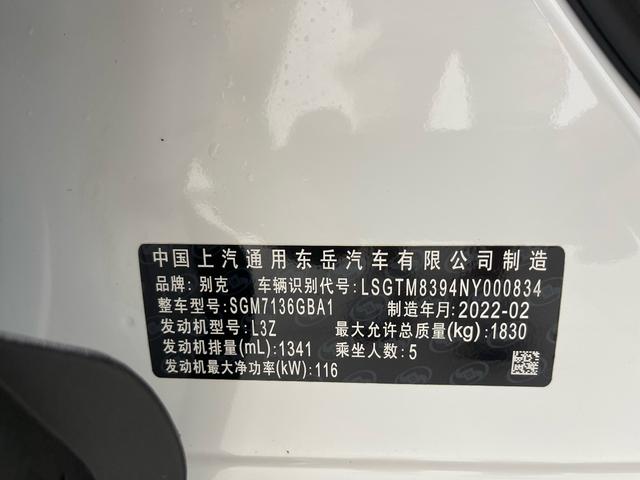 中国上汽通用东岳汽车有限公司制造
品牌: 别克 车辆识别代号: LSGTM8394NY000834
整车型号: SGM7136GBA1 制造年月: 2022-02
发动机型号: L3Z 最大允许总质量(kg): 1830
发动机排量(mL): 1341 乘坐人数: 5
发动机最大净功率(kW): 116